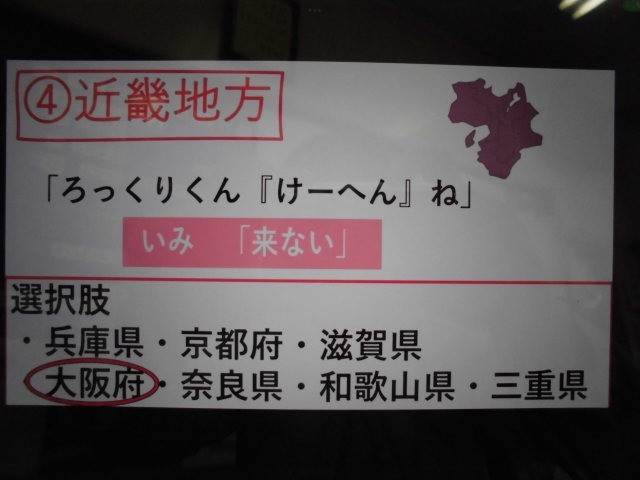 ④近畿地方
「ろっくりくん『けーへん』ね」
いみ 「来ない」
選択肢
・兵庫県・京都府・滋賀県
・大阪府・奈良県・和歌山県・三重県